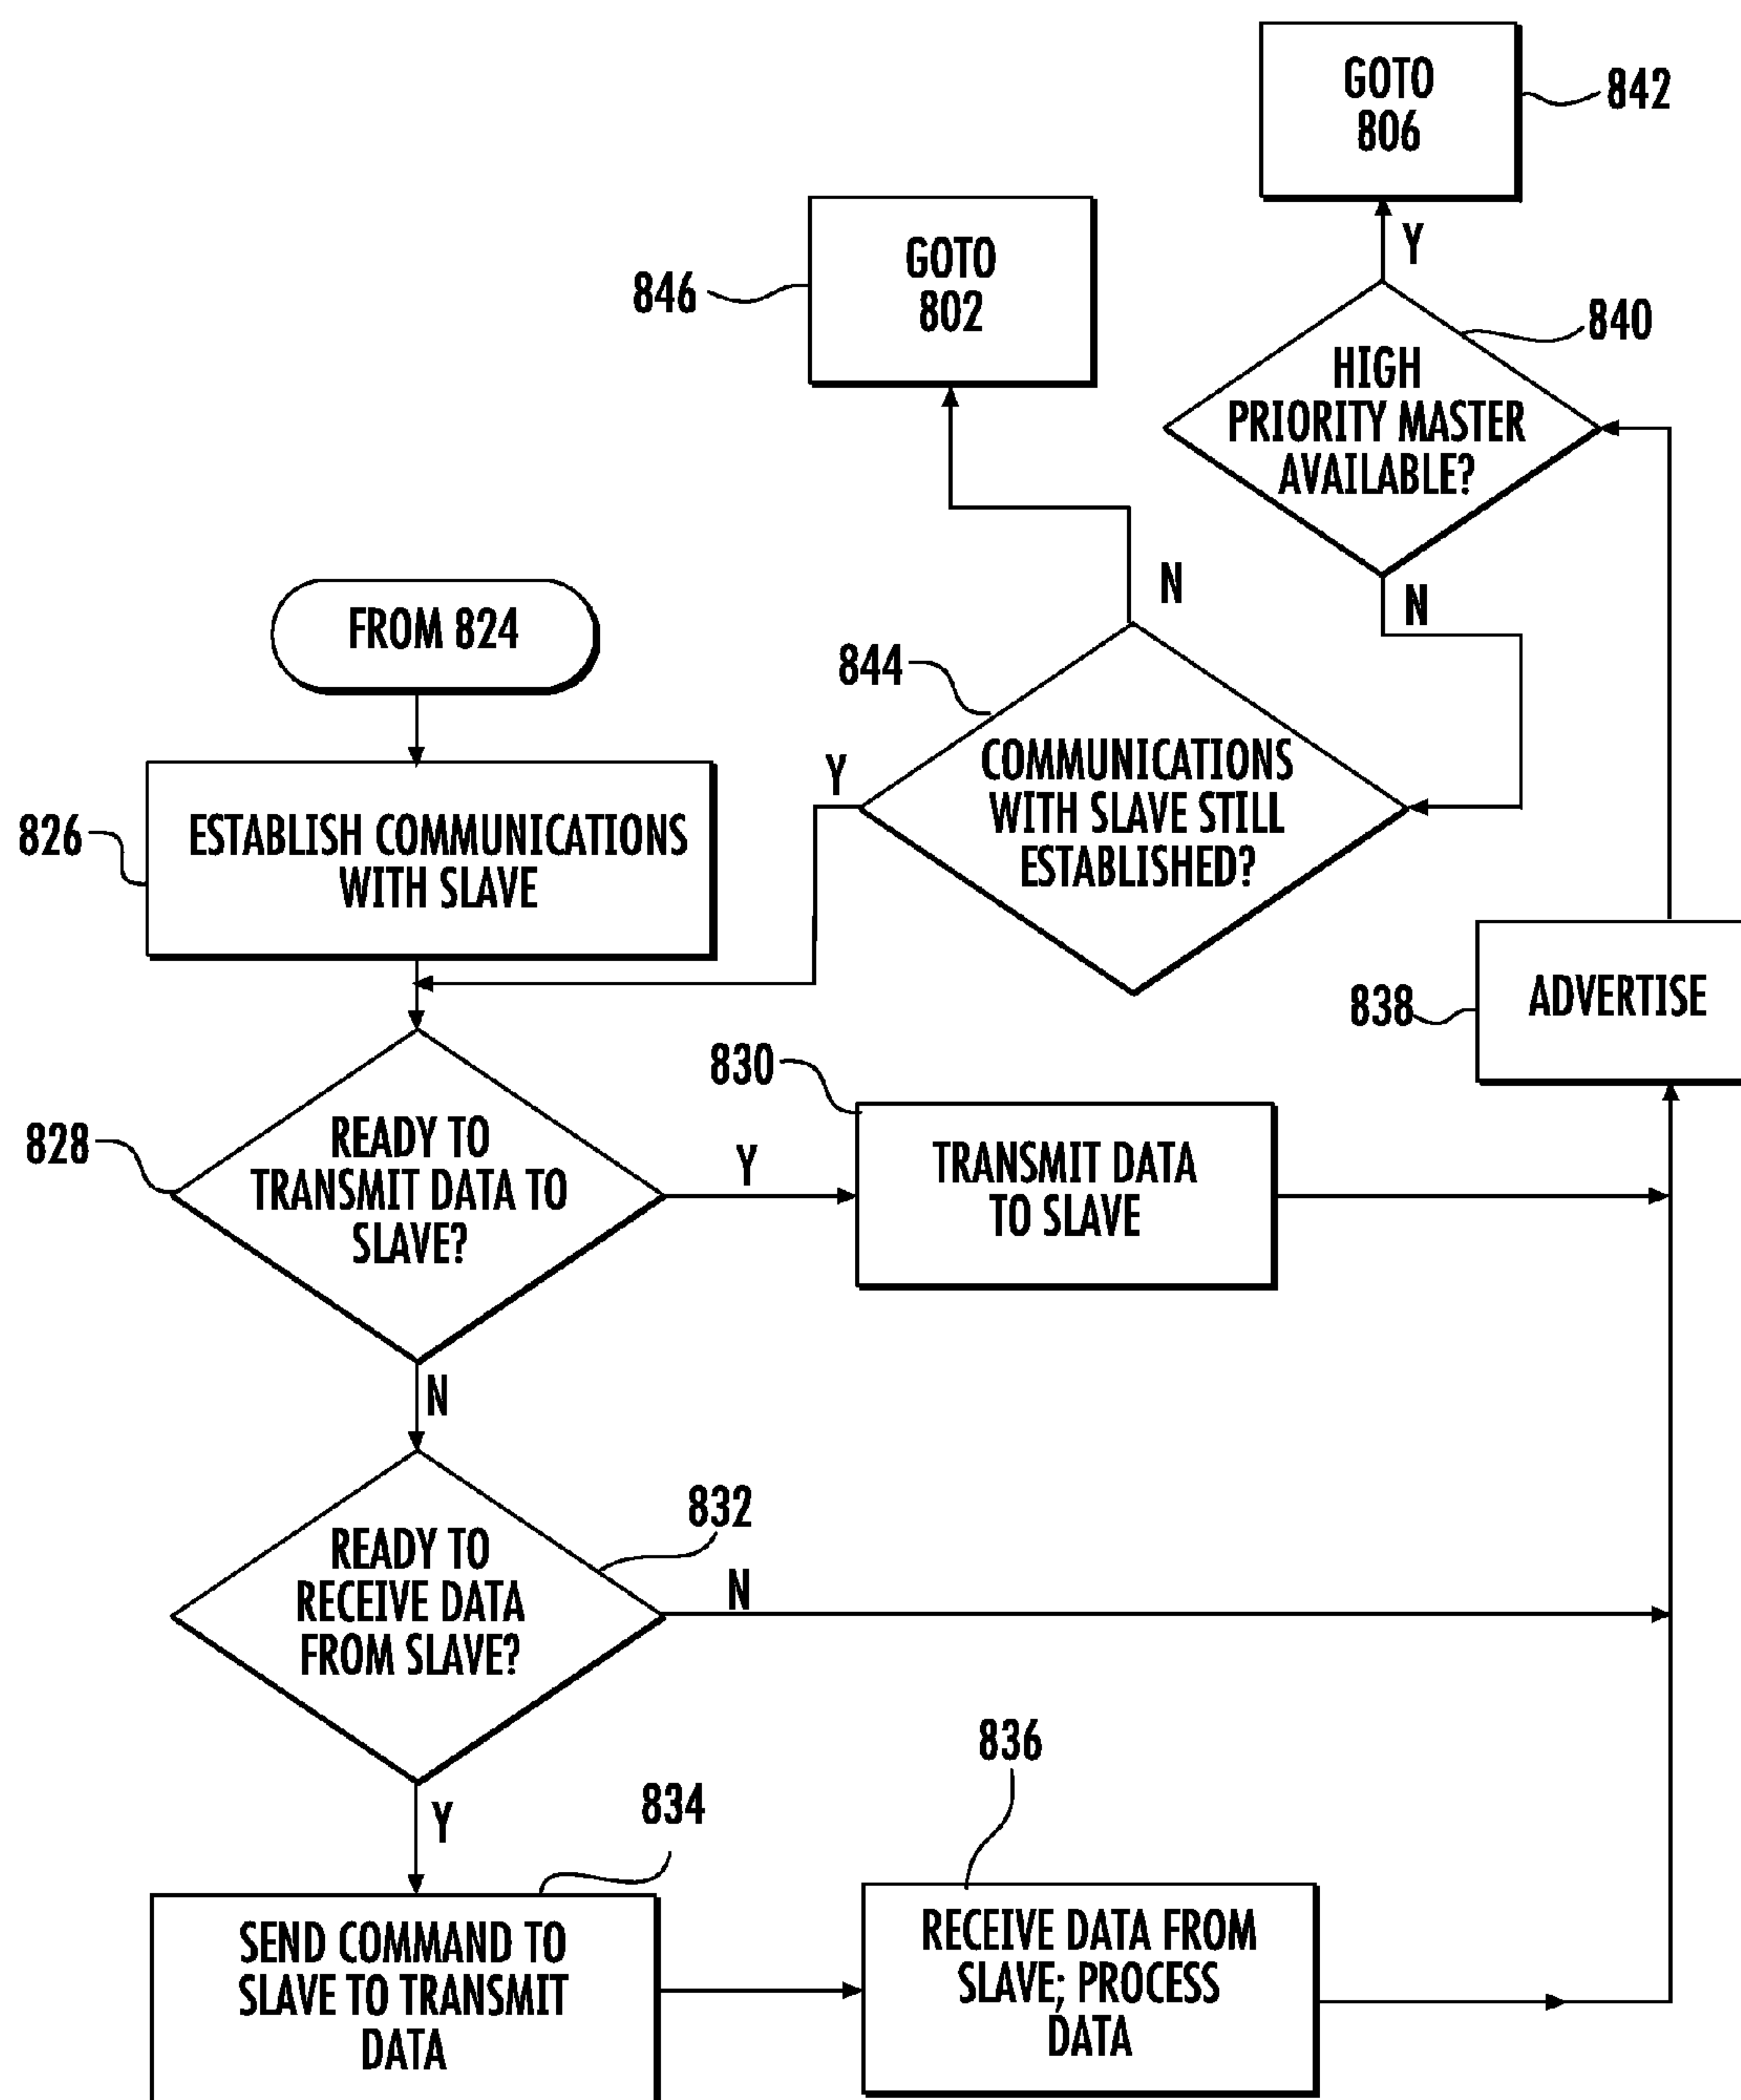 GOTO
806
842
Y
GOTO
802
846
840
HIGH
PRIORITY MASTER
AVAILABLE?
N
N
FROM 824
844
COMMUNICATIONS
WITH SLAVE STILL
ESTABLISHED?
Y
826
ESTABLISH COMMUNICATIONS
WITH SLAVE
838
ADVERTISE
828
READY TO
TRANSMIT DATA TO
SLAVE?
Y
830
TRANSMIT DATA
TO SLAVE
N
832
READY TO
RECEIVE DATA
FROM SLAVE?
N
Y
834
SEND COMMAND TO
SLAVE TO TRANSMIT
DATA
836
RECEIVE DATA FROM
SLAVE; PROCESS
DATA